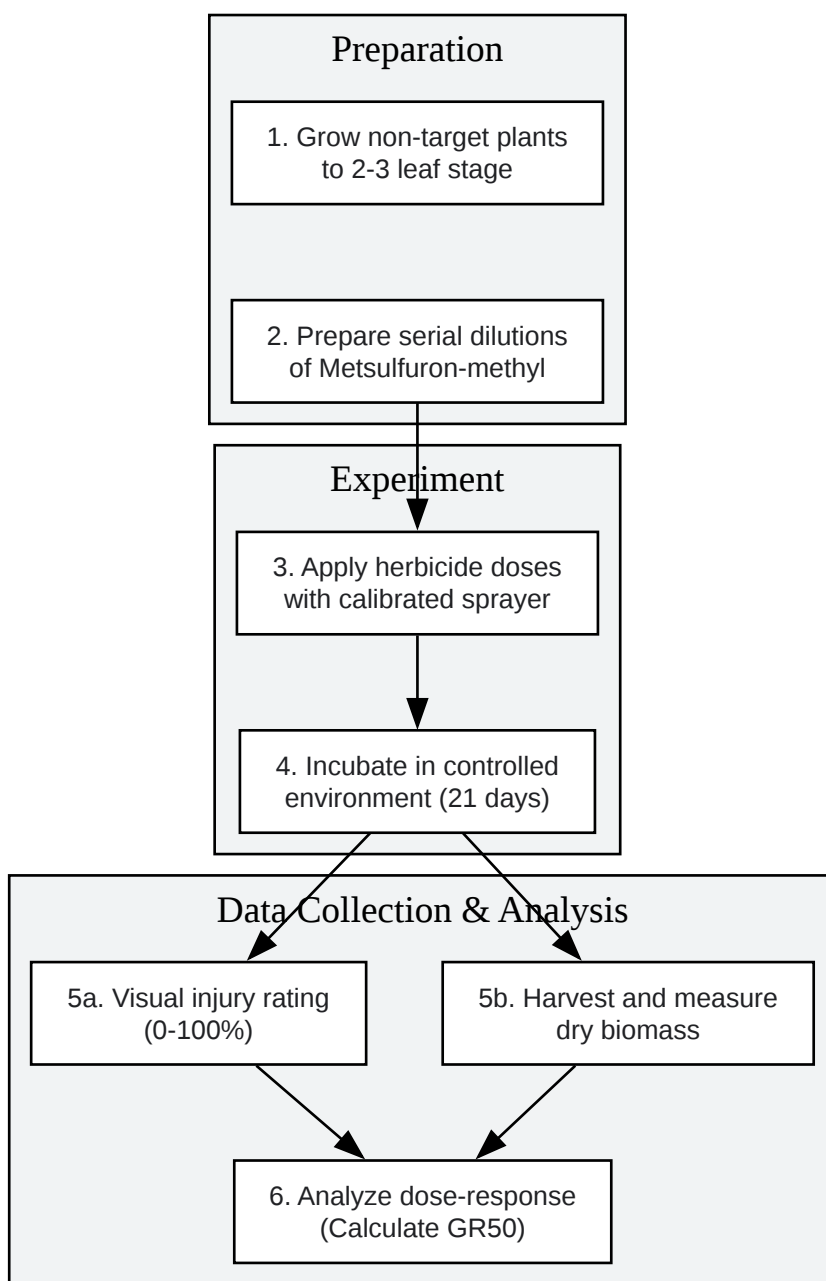 Preparation
1. Grow non-target plants
to 2-3 leaf stage
2. Prepare serial dilutions
of Metsulfuron-methyl
Experiment
3. Apply herbicide doses
with calibrated sprayer
4. Incubate in controlled
environment (21 days)
Data Collection & Analysis
5a. Visual injury rating
(0-100%)
5b. Harvest and measure
dry biomass
6. Analyze dose-response
(Calculate GR50)